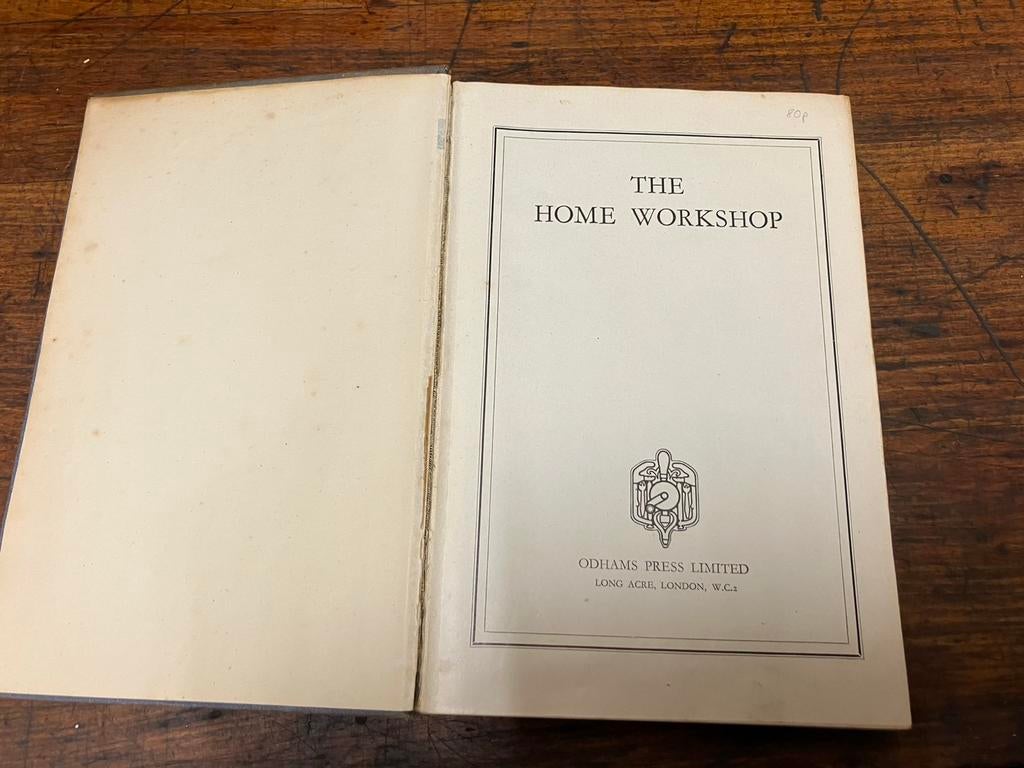 80p
THE
HOME WORKSHOP
ODHAMS PRESS LIMITED
LONG ACRE, LONDON, W.C.2